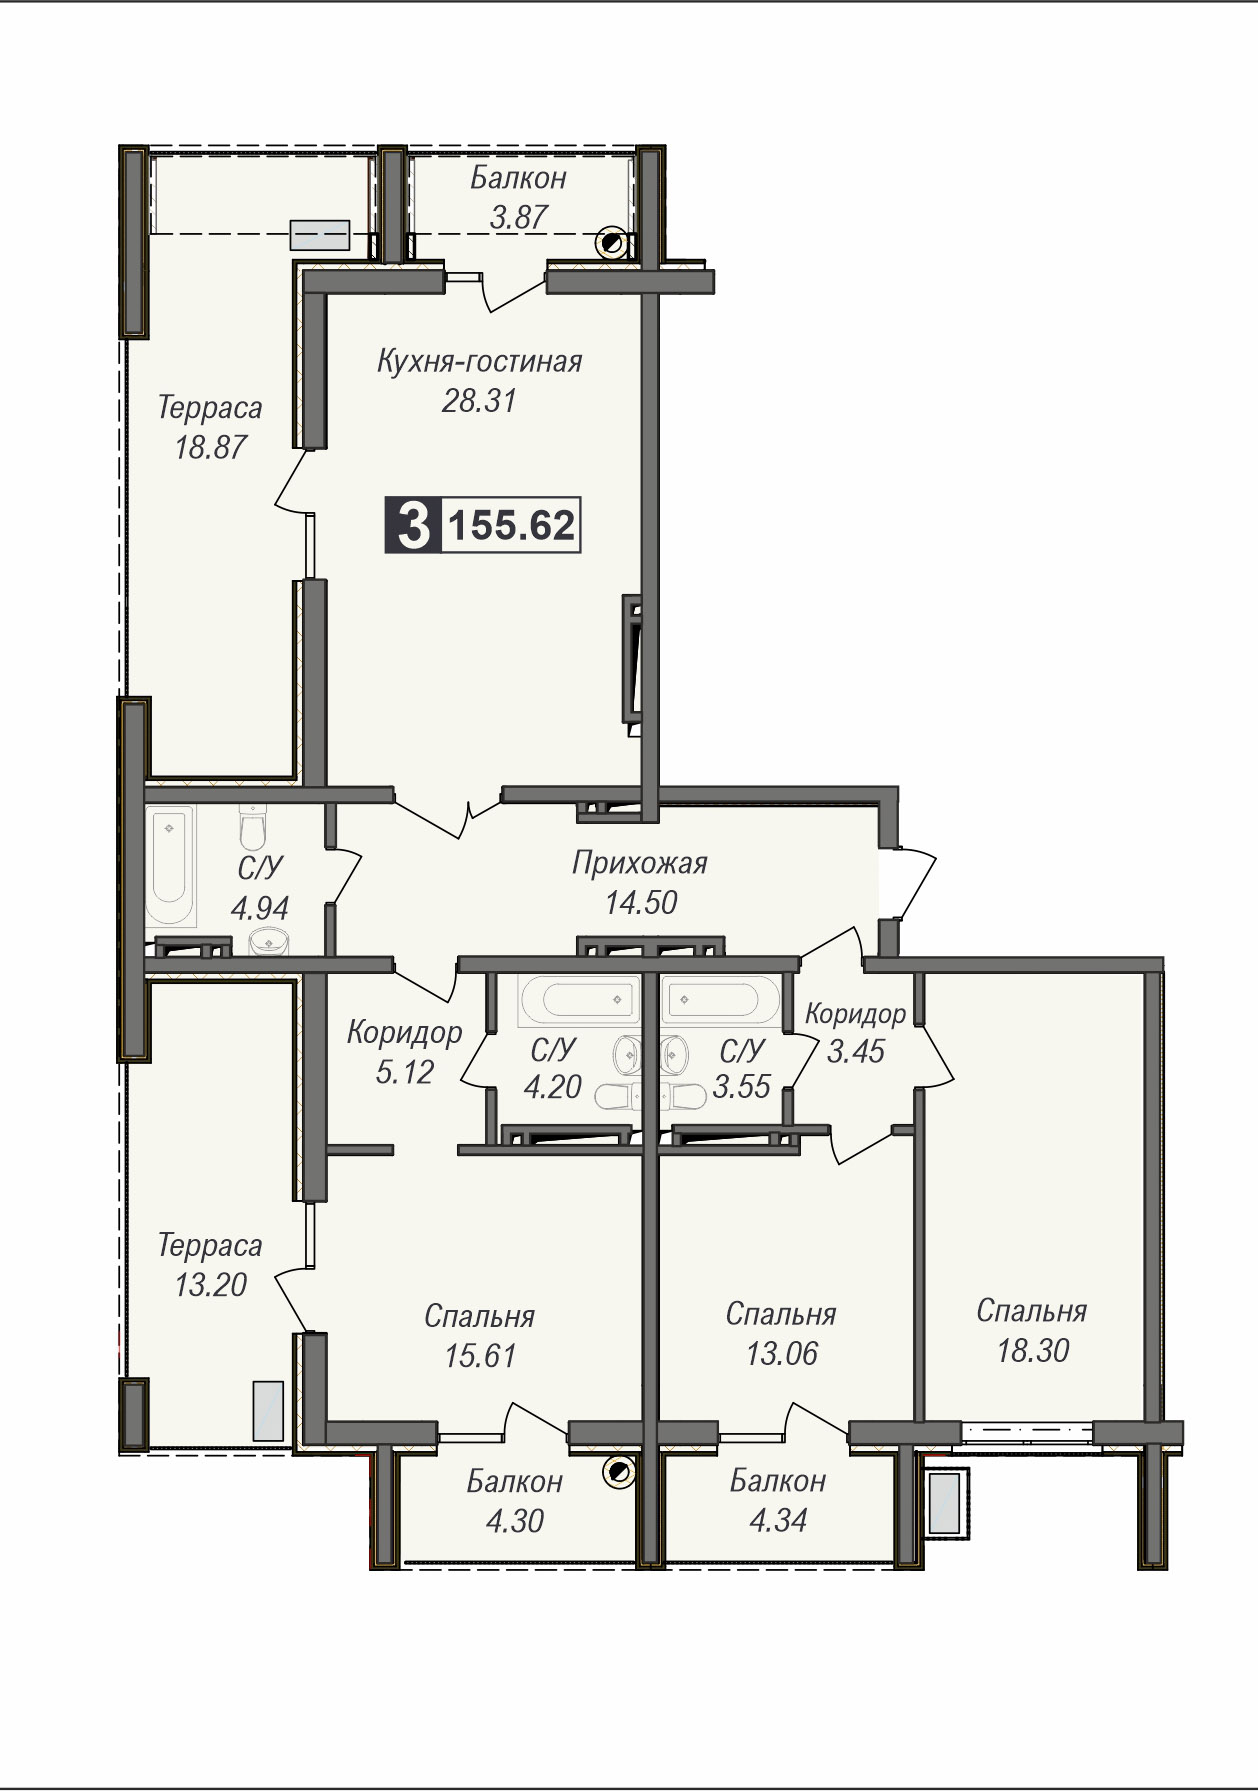 Балкон
3.87
Кухня-гостиная
28.31
Терраса
18.87
3 155.62
С/У
4.94
Прихожая
14.50
Коридор
5.12
С/У
4.20
С/У
3.55
Коридор
3.45
Терраса
13.20
Спальня
15.61
Спальня
13.06
Спальня
18.30
Балкон
4.30
Балкон
4.34